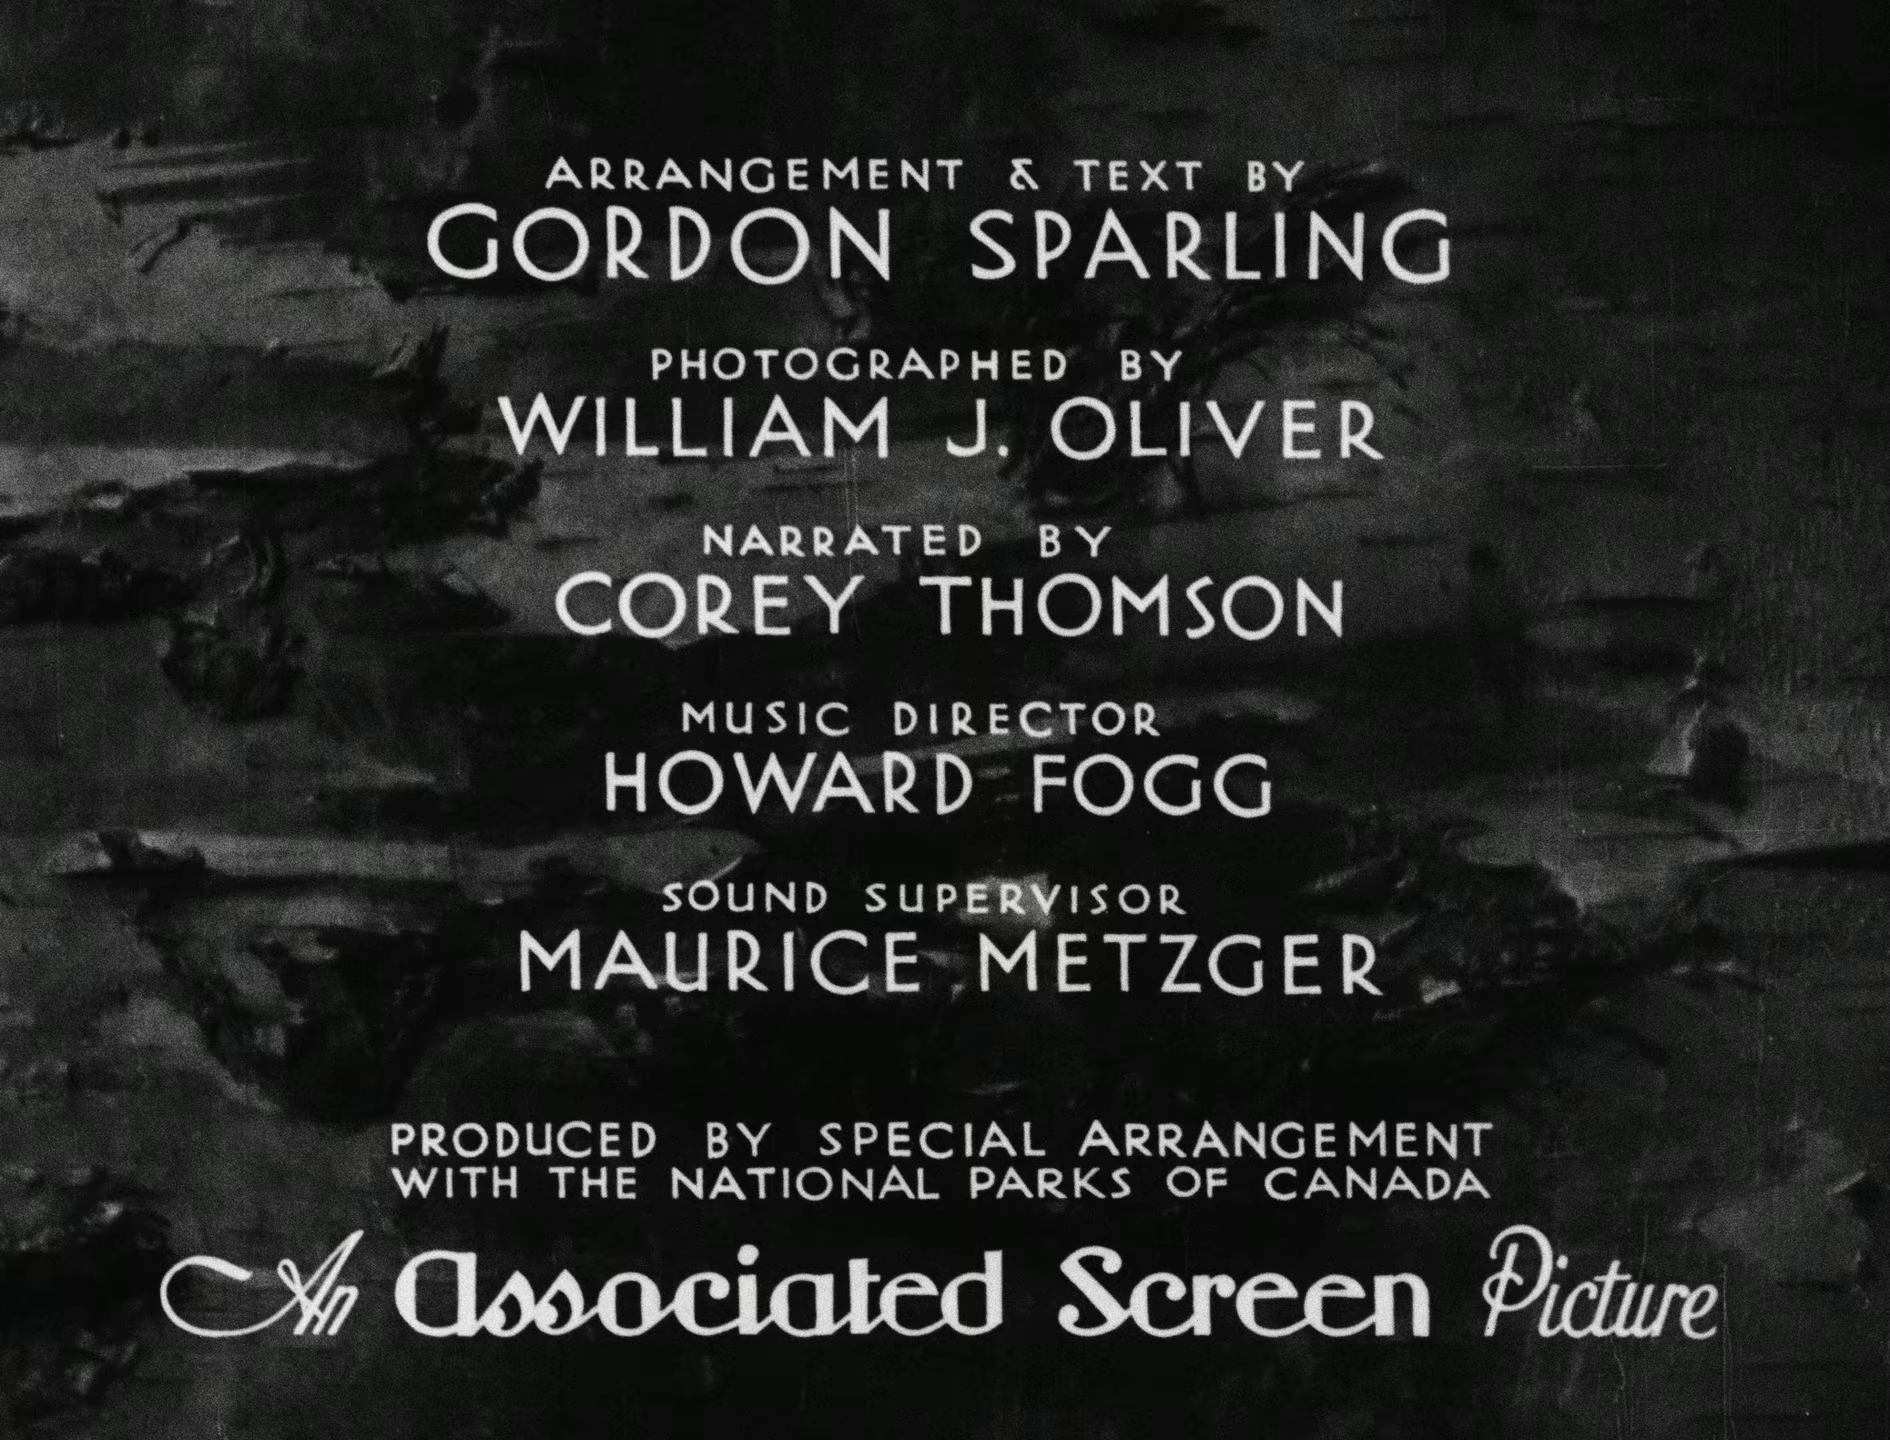 ARRANGEMENT & TEXT BY
GORDON SPARLING
PHOTOGRAPHED BY
WILLIAM J. OLIVER
NARRATED BY
COREY THOMSON
MUSIC DIRECTOR
HOWARD FOGG
SOUND SUPERVISOR
MAURICE METZGER
PRODUCED BY SPECIAL ARRANGEMENT
WITH THE NATIONAL PARKS OF CANADA
An Associated Screen Picture